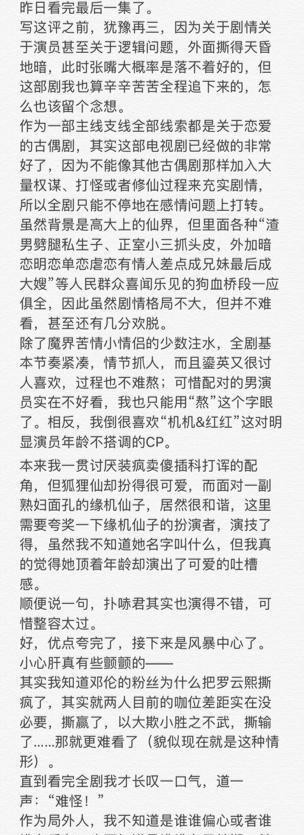 昨日看完最后一集了。
写这评之前，犹豫再三，因为关于剧情关
于演员甚至关于逻辑问题，外面撕得天昏
地暗，此时张嘴大概率是落不着好的，但
这部剧我也算辛辛苦苦全程追下来的，怎
么也该留个念想。
作为一部主线支线全部线索都是关于恋爱
的古偶剧，其实这部电视剧已经做的非常
好了，因为不能像其他古偶剧那样加入大
量权谋、打怪或者修仙过程来充实剧情，
所以全剧只能不停地在感情问题上打转。
虽然背景是高大上的仙界，但里面各种“渣
男劈腿私生子、正室小三抓头皮，外加暗
恋明恋单恋虐恋有情人差点成兄妹最后成
大嫂”等人民群众喜闻乐见的狗血桥段一应
俱全，因此虽然剧情格局不大，但并不难
看，甚至还有几分欢脱。
除了魔界苦情小情侣的少数注水，全剧基
本节奏紧凑，情节抓人，而且鎏英又很讨
人喜欢，过程也不难熬；可惜配对的男演
员实在不好看，我也只能用“熬”这个字眼
了。相反，我倒很喜欢“机机&红红”这对明
显演员年龄不搭调的CP。
本来我一贯讨厌装疯卖傻插科打诨的配
角，但狐狸仙却扮得很可爱，而面对一副
熟妇面孔的缘机仙子，居然很和谐，这里
需要夸奖一下缘机仙子的扮演者，演技了
得，虽然我不知道她名字叫什么，但我真
的觉得她顶着年龄却演出了可爱的吐槽
感。
顺便说一句，扑哧君其实也演得不错，可
惜整容太过。
好，优点夸完了，接下来是风暴中心了。
小心肝真有些颤颤的——
其实我知道邓伦的粉丝为什么把罗云熙撕
疯了，其实就两人目前的咖位差距实在没
必要，撕赢了，以大欺小胜之不武，撕输
了……那就更难看了（貌似现在就是这种情
形）。
直到看完全剧我才长叹一口气，道一
声：“难怪！”
作为局外人，我不知道是谁谁偏心或者谁